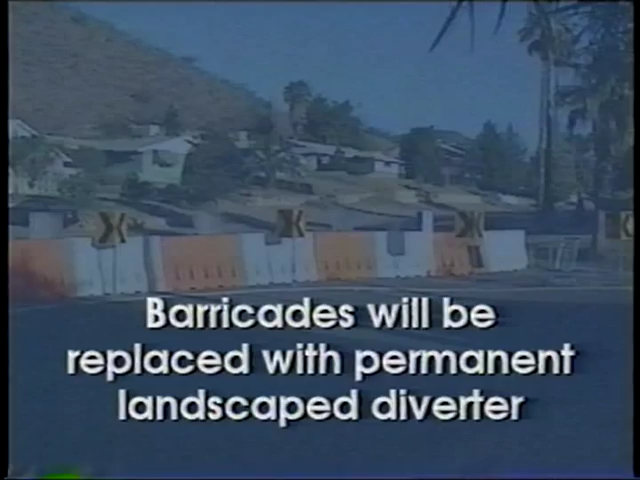 Barricades will be
replaced with permanent
landscaped diverter